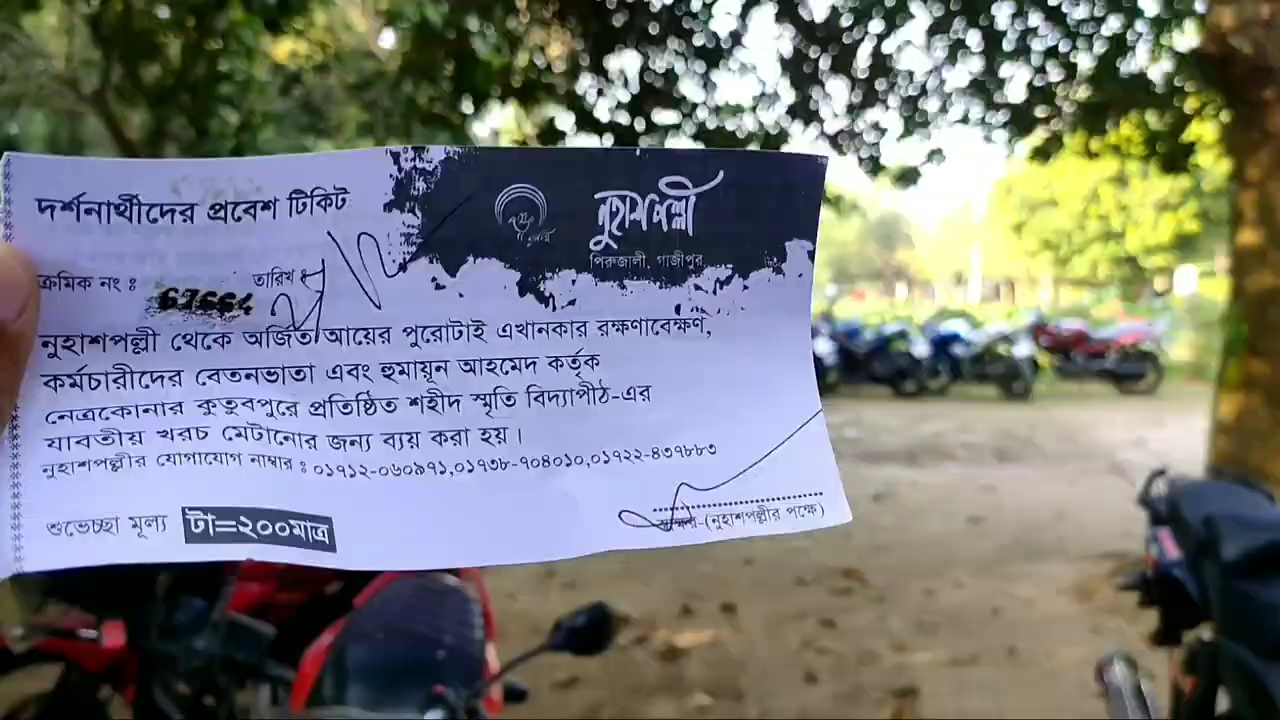 দর্শনার্থীদের প্রবেশ টিকিট
নুহাশপল্লী
পিরুজালী, গাজীপুর
ক্রমিক নং ঃ
তারিখ ঃ
নুহাশপল্লী থেকে অর্জিত আয়ের পুরোটাই এখানকার রক্ষণাবেক্ষণ,
কর্মচারীদের বেতনভাতা এবং হুমায়ূন আহমেদ কর্তৃক
নেত্রকোনার কুতুবপুরে প্রতিষ্ঠিত শহীদ স্মৃতি বিদ্যাপীঠ-এর
যাবতীয় খরচ মেটানোর জন্য ব্যয় করা হয়।
নুহাশপল্লীর যোগাযোগ নাম্বার ঃ ০১৭১২-০৬০৯৭১,০১৭৩৮-৭০৪০১০,০১৭২২-৪৩৭৮৮৩
শুভেচ্ছা মূল্য টা=২০০মাত্র
-(নুহাশপল্লীর পক্ষে)